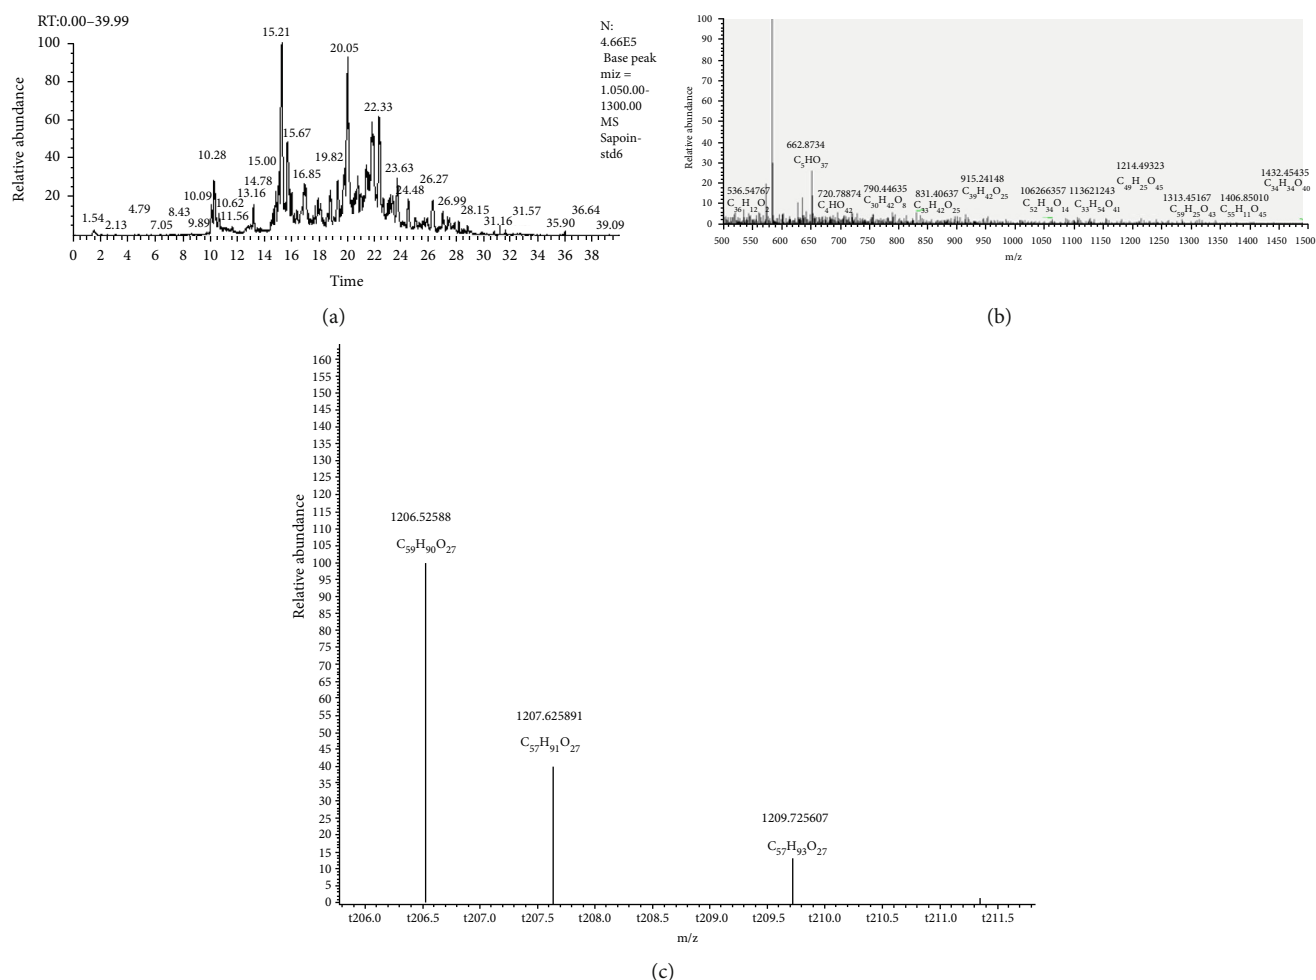 RT:0.00–39.99
N:
4.66E5
Base peak
miz =
1.050.00-
1300.00
MS
Sapoin-
std6
Relative abundance
100
80
60
40
20
15.21
20.05
22.33
15.67
10.28
15.00
19.82
14.78
16.85
23.63
26.27
10.09
10.62
13.16
24.48
26.99
1.54
2.13
4.79
7.05
8.43
9.89
11.56
28.15
31.16
31.57
35.90
36.64
39.09
0 2 4 6 8 10 12 14 16 18 20 22 24 26 28 30 32 34 36 38
Time
(a)
Relative abundance
100
90
80
70
60
50
40
30
20
10
0
662.8734
C5HO37
536.54767
C36H12O2
720.78874
C4HO42
790.44635
C30H42O8
831.40637
C33H42O25
915.24148
C39H42O25
106266357
C52H34O14
113621243
C33H54O41
1214.49323
C49H25O45
1313.45167
C59H25O43
1406.85010
C55H11O45
1432.45435
C34H34O40
500 550 600 650 700 750 800 850 900 950 1000 1050 1100 1150 1200 1250 1300 1350 1400 1450 1500
m/z
(b)
Relative abundance
160
155
150
145
140
135
130
125
120
115
110
105
100
95
90
85
80
75
70
65
60
55
50
45
40
35
30
25
20
15
10
5
0
1206.52588
C59H90O27
1207.625891
C57H91O27
1209.725607
C57H93O27
t206.0 t206.5 t207.0 t207.5 t208.0 t208.5 t209.0 t209.5 t210.0 t210.5 t211.0 t211.5
m/z
(c)